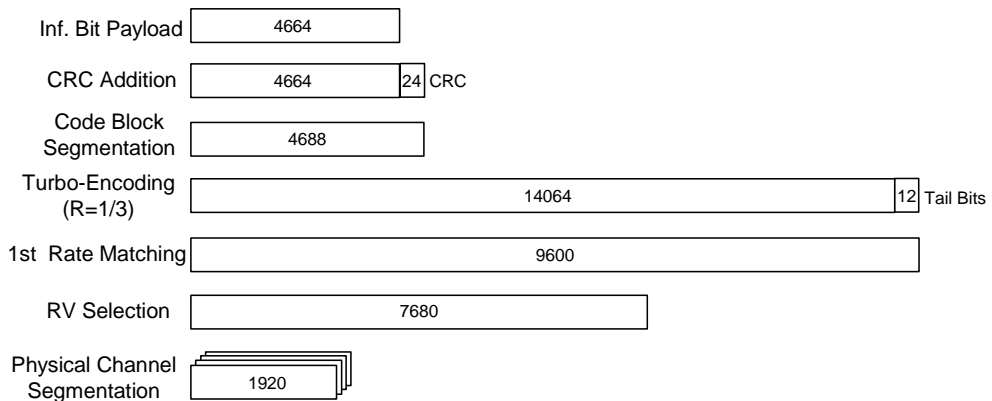 Inf. Bit Payload 4664
CRC Addition 4664 24 CRC
Code Block
Segmentation 4688
Turbo-Encoding
(R=1/3) 14064 12 Tail Bits
1st Rate Matching 9600
RV Selection 7680
Physical Channel
Segmentation 1920